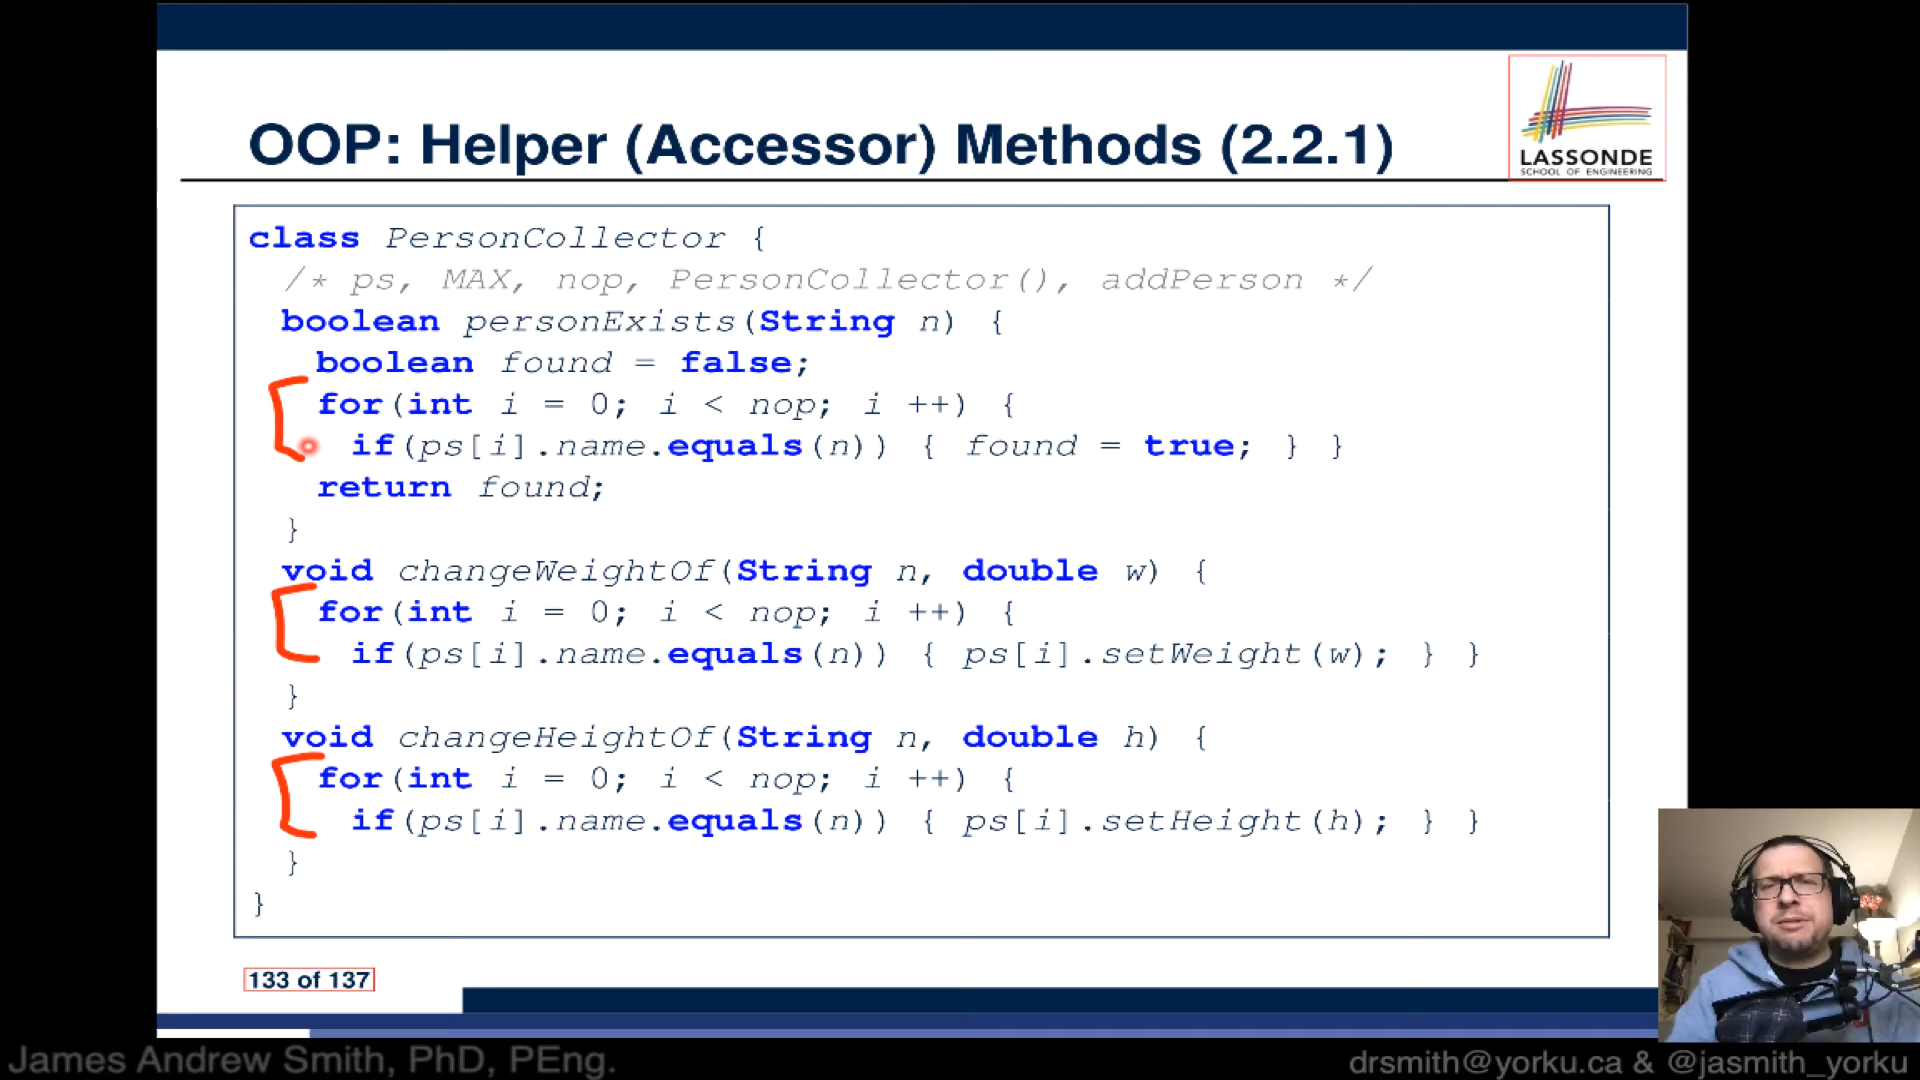 LASSONDE
SCHOOL OF ENGINEERING
OOP: Helper (Accessor) Methods (2.2.1)
class PersonCollector {
/* ps, MAX, nop, PersonCollector(), addPerson */
boolean personExists(String n) {
boolean found = false;
for(int i = 0; i < nop; i ++) {
if(ps[i].name.equals(n)) { found = true; } }
return found;
}
void changeWeightOf(String n, double w) {
for(int i = 0; i < nop; i ++) {
if(ps[i].name.equals(n)) { ps[i].setWeight(w); } }
}
void changeHeightOf(String n, double h) {
for(int i = 0; i < nop; i ++) {
if(ps[i].name.equals(n)) { ps[i].setHeight(h); } }
}
}
133 of 137
James Andrew Smith, PhD, PEng.
drsmith@yorku.ca & @jasmith_yorku